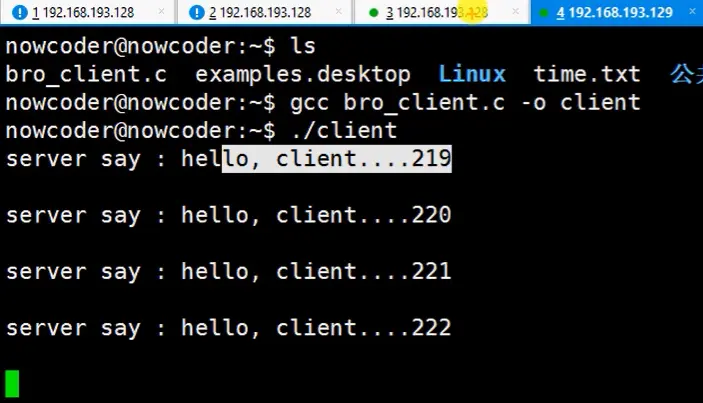 1 192.168.193.128 × 2 192.168.193.128 × 3 192.168.193.128 × 4 192.168.193.129 ×
nowcoder@nowcoder:~$ ls
bro_client.c examples.desktop Linux time.txt 公
nowcoder@nowcoder:~$ gcc bro_client.c -o client
nowcoder@nowcoder:~$ ./client
server say : hello, client....219
server say : hello, client....220
server say : hello, client....221
server say : hello, client....222